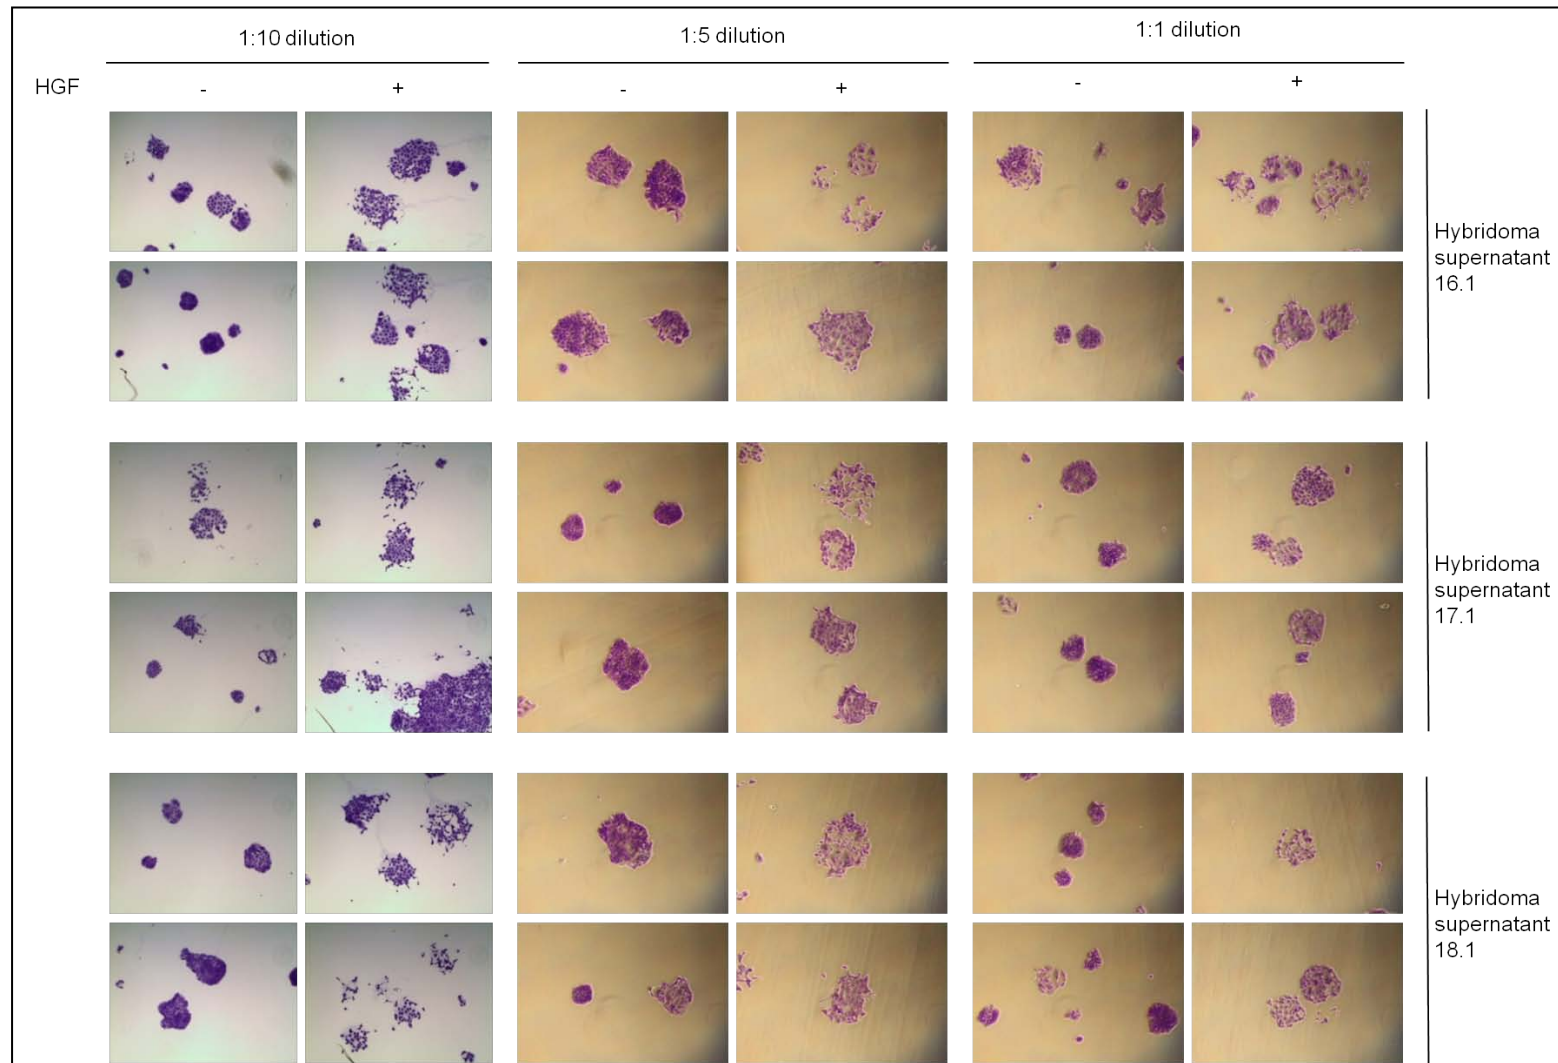 1:10 dilution
1:5 dilution
1:1 dilution
HGF
-
+
-
+
-
+
Hybridoma
supernatant
16.1
Hybridoma
supernatant
17.1
Hybridoma
supernatant
18.1